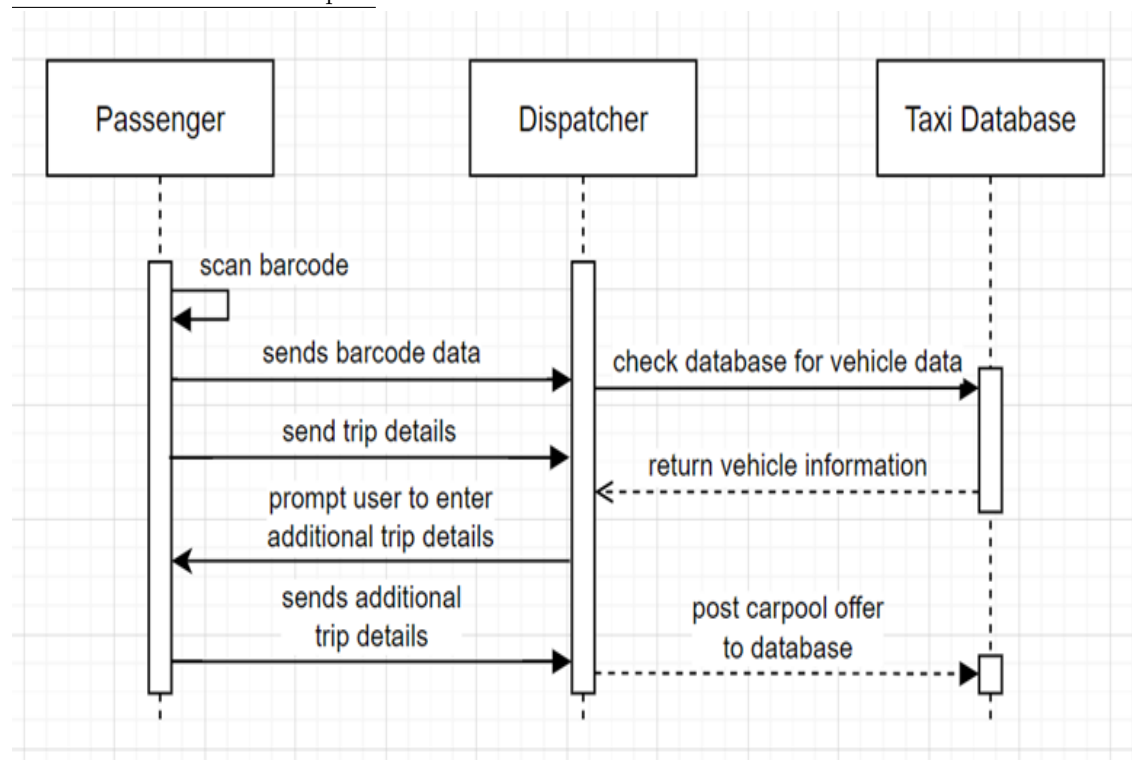 Passenger
Dispatcher
Taxi Database
scan barcode
sends barcode data
check database for vehicle data
send trip details
return vehicle information
prompt user to enter
additional trip details
sends additional
trip details
post carpool offer
to database